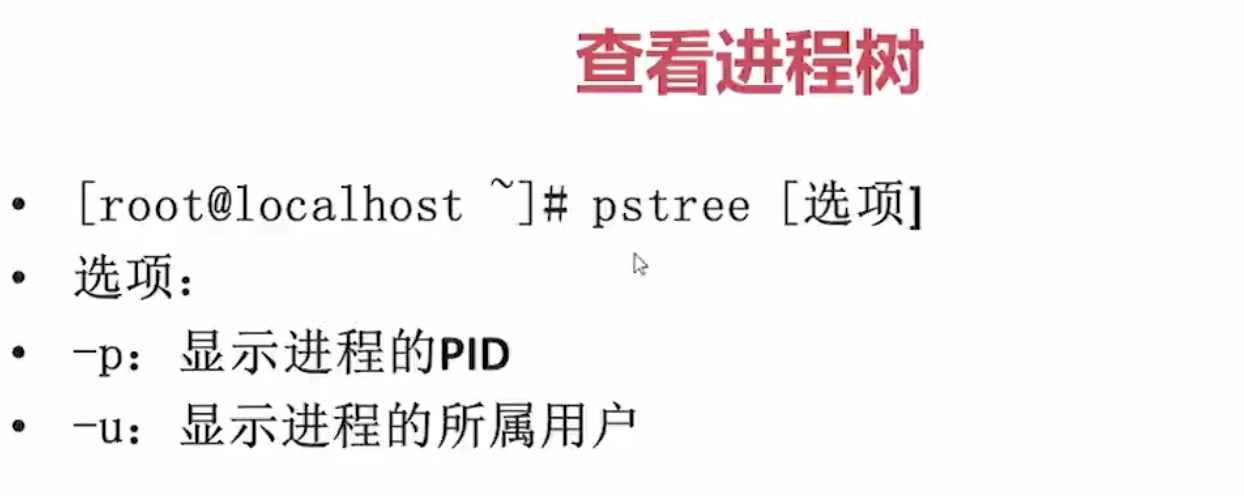 查看进程树
• [root@localhost ~]# pstree [选项]
• 选项：
• -p：显示进程的PID
• -u：显示进程的所属用户